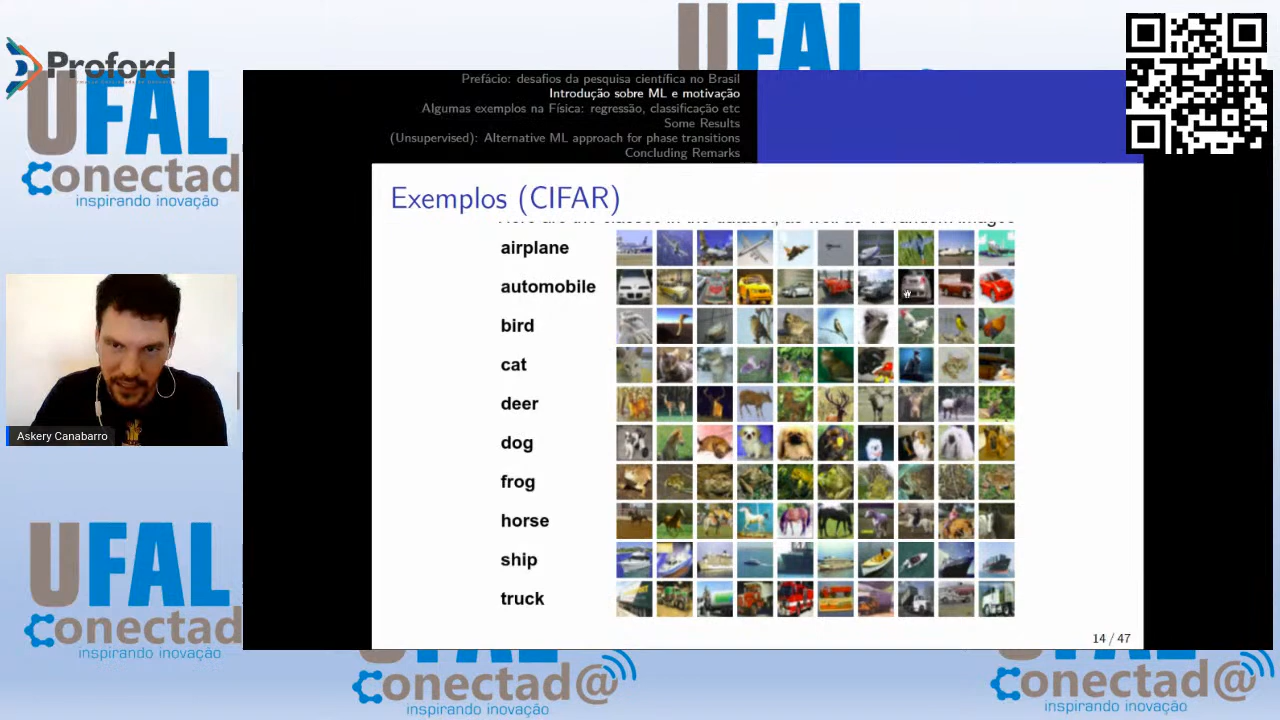 UFAL
Proford
UFAL
Conectad
inspirando inovação
Prefácio: desafios da pesquisa científica no Brasil
Introdução sobre ML e motivação
Algumas exemplos na Física: regressão, classificação etc
Some Results
(Unsupervised): Alternative ML approach for phase transitions
Concluding Remarks
Exemplos (CIFAR)
airplane
automobile
bird
cat
deer
dog
frog
horse
ship
truck
14 / 47
Askery Canabarro
UFAL
Conectad
inspirando inovação
Conectad@
inspirando inovação
Conectad@
inspirando inovação